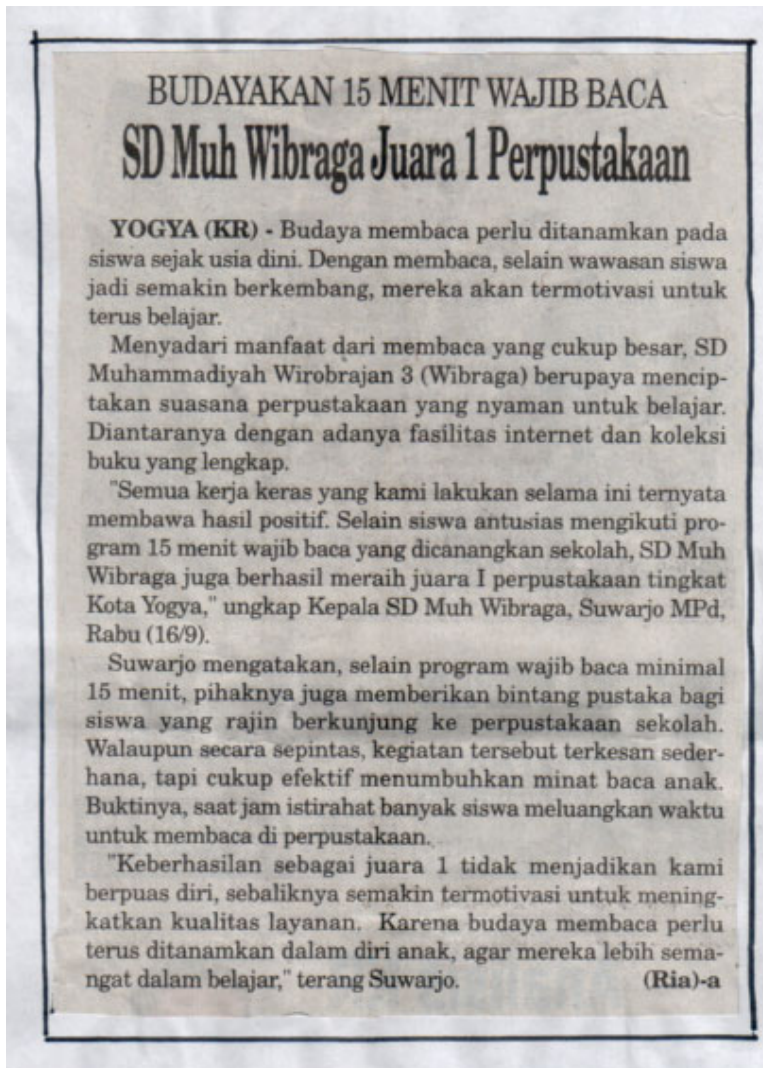 BUDAYAKAN 15 MENIT WAJIB BACA
SD Muh Wibraga Juara 1 Perpustakaan
YOGYA (KR) - Budaya membaca perlu ditanamkan pada
siswa sejak usia dini. Dengan membaca, selain wawasan siswa
jadi semakin berkembang, mereka akan termotivasi untuk
terus belajar.
Menyadari manfaat dari membaca yang cukup besar, SD
Muhammadiyah Wirobrajan 3 (Wibraga) berupaya mencip-
takan suasana perpustakaan yang nyaman untuk belajar.
Diantaranya dengan adanya fasilitas internet dan koleksi
buku yang lengkap.
"Semua kerja keras yang kami lakukan selama ini ternyata
membawa hasil positif. Selain siswa antusias mengikuti pro-
gram 15 menit wajib baca yang dicanangkan sekolah, SD Muh
Wibraga juga berhasil meraih juara I perpustakaan tingkat
Kota Yogya," ungkap Kepala SD Muh Wibraga, Suwarjo MPd,
Rabu (16/9).
Suwarjo mengatakan, selain program wajib baca minimal
15 menit, pihaknya juga memberikan bintang pustaka bagi
siswa yang rajin berkunjung ke perpustakaan sekolah.
Walaupun secara sepintas, kegiatan tersebut terkesan seder-
hana, tapi cukup efektif menumbuhkan minat baca anak.
Buktinya, saat jam istirahat banyak siswa meluangkan waktu
untuk membaca di perpustakaan.
"Keberhasilan sebagai juara 1 tidak menjadikan kami
berpuas diri, sebaliknya semakin termotivasi untuk mening-
katkan kualitas layanan. Karena budaya membaca perlu
terus ditanamkan dalam diri anak, agar mereka lebih sema-
ngat dalam belajar," terang Suwarjo. (Ria)-a